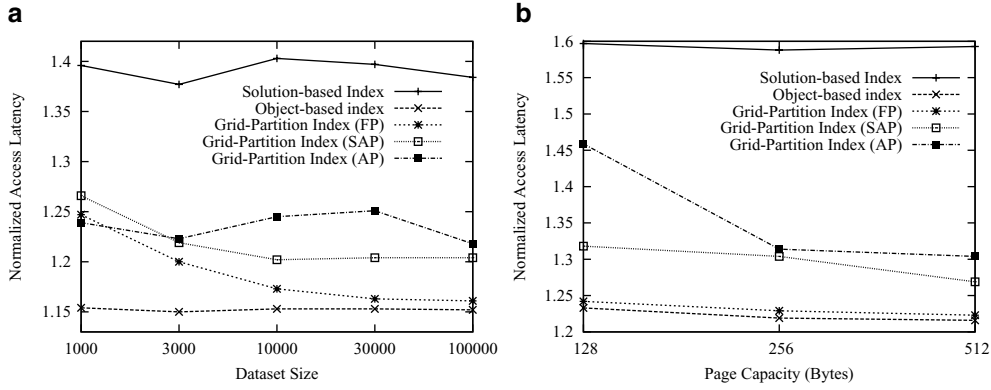 a
1.4
1.35
1.3
1.25
1.2
1.15
Normalized Access Latency
Solution-based Index
Object-based index
Grid-Partition Index (FP)
Grid-Partition Index (SAP)
Grid-Partition Index (AP)
1000 3000 10000 30000 100000
Dataset Size
b
1.6
1.55
1.5
1.45
1.4
1.35
1.3
1.25
1.2
Normalized Access Latency
Solution-based Index
Object-based index
Grid-Partition Index (FP)
Grid-Partition Index (SAP)
Grid-Partition Index (AP)
128 256 512
Page Capacity (Bytes)